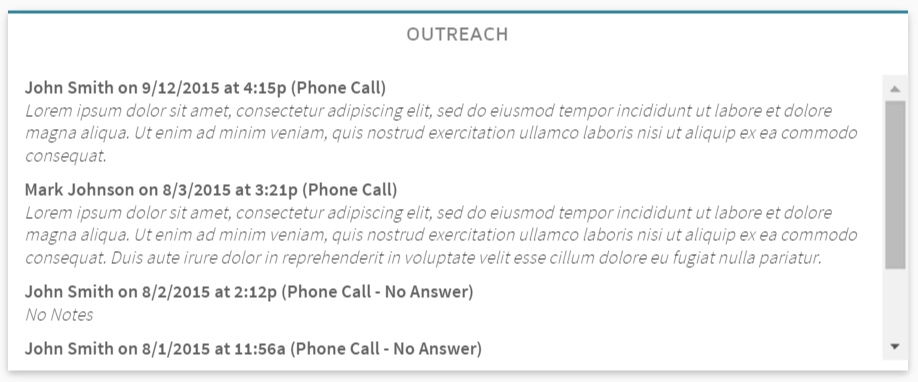 OUTREACH
John Smith on 9/12/2015 at 4:15p (Phone Call)
Lorem ipsum dolor sit amet, consectetur adipiscing elit, sed do eiusmod tempor incididunt ut labore et dolore
magna aliqua. Ut enim ad minim veniam, quis nostrud exercitation ullamco laboris nisi ut aliquip ex ea commodo
consequat.
Mark Johnson on 8/3/2015 at 3:21p (Phone Call)
Lorem ipsum dolor sit amet, consectetur adipiscing elit, sed do eiusmod tempor incididunt ut labore et dolore
magna aliqua. Ut enim ad minim veniam, quis nostrud exercitation ullamco laboris nisi ut aliquip ex ea commodo
consequat. Duis aute irure dolor in reprehenderit in voluptate velit esse cillum dolore eu fugiat nulla pariatur.
John Smith on 8/2/2015 at 2:12p (Phone Call - No Answer)
No Notes
John Smith on 8/1/2015 at 11:56a (Phone Call - No Answer)